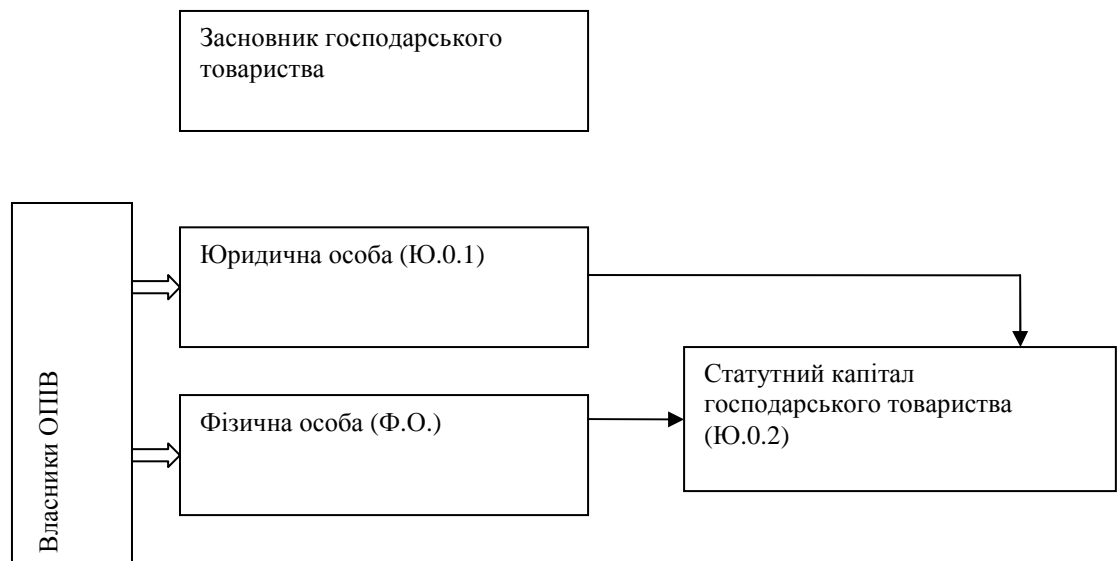 Засновник господарського
товариства
Юридична особа (Ю.0.1)
Фізична особа (Ф.О.)
Статутний капітал
господарського товариства
(Ю.0.2)
Власники ОПІВ